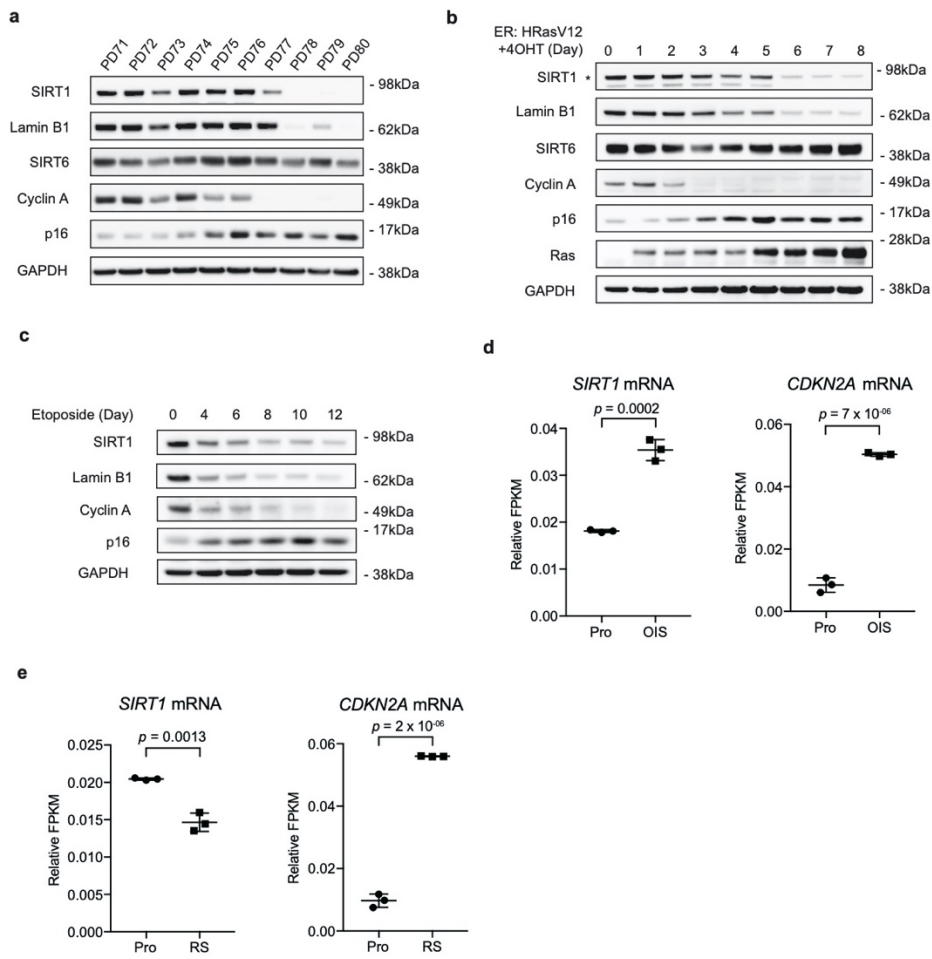 a
PD71 PD72 PD73 PD74 PD75 PD76 PD77 PD78 PD79 PD80
SIRT1 - 98kDa
Lamin B1 - 62kDa
SIRT6 - 38kDa
Cyclin A - 49kDa
p16 - 17kDa
GAPDH - 38kDa
b
ER: HRasV12
+4OHT (Day) 0 1 2 3 4 5 6 7 8
SIRT1 * - 98kDa
Lamin B1 - 62kDa
SIRT6 - 38kDa
Cyclin A - 49kDa
p16 - 17kDa
- 28kDa
Ras
GAPDH - 38kDa
c
Etoposide (Day) 0 4 6 8 10 12
SIRT1 - 98kDa
Lamin B1 - 62kDa
Cyclin A - 49kDa
- 17kDa
p16
GAPDH - 38kDa
d
SIRT1 mRNA
p = 0.0002
Relative FPKM
0.04
0.03
0.02
0.01
0.00
Pro OIS
CDKN2A mRNA
p = 7 x 10-06
Relative FPKM
0.06
0.04
0.02
0.00
Pro OIS
e
SIRT1 mRNA
p = 0.0013
Relative FPKM
0.025
0.020
0.015
0.010
0.005
0.000
Pro RS
CDKN2A mRNA
p = 2 x 10-06
Relative FPKM
0.06
0.04
0.02
0.00
Pro RS